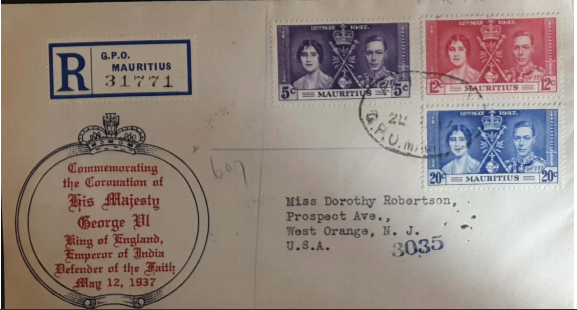 G.P.O.
MAURITIUS
R
31771
12TH MAY 1937.
5c 5c
MAURITIUS
12TH MAY 1937.
12c 12c
MAURITIUS
12TH MAY 1937.
20c 20c
MAURITIUS
G.P.O.
607
Commemorating
the Coronation of
His Majesty
George VI
King of England,
Emperor of India
Defender of the Faith
May 12, 1937
Miss Dorothy Robertson,
Prospect Ave.,
West Orange, N. J.
U.S.A.
3035